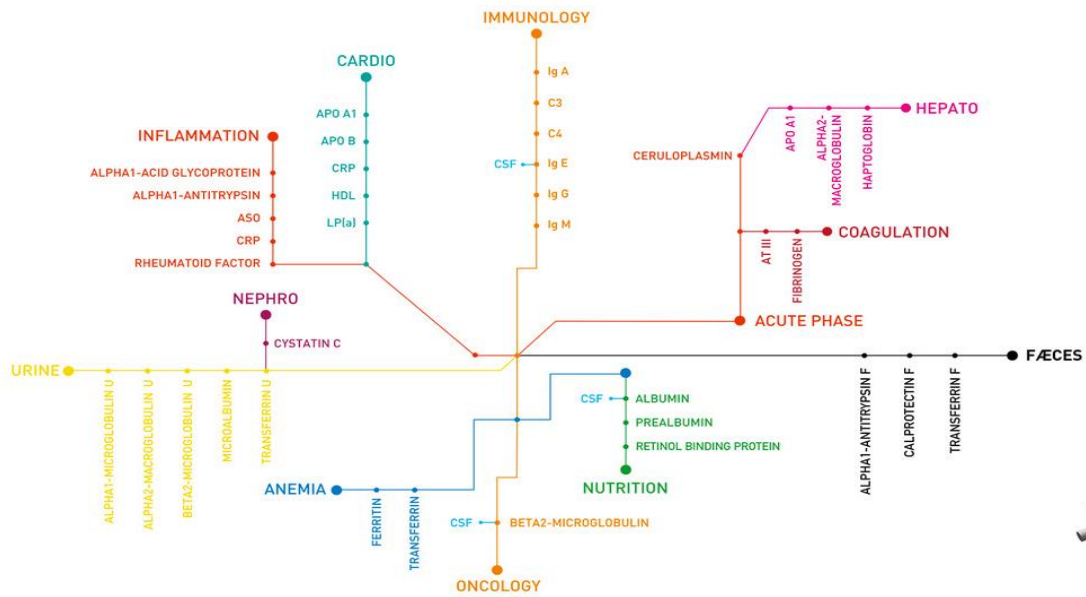 IMMUNOLOGY
Ig A
C3
C4
CSF
Ig E
Ig G
Ig M
CARDIO
APO A1
APO B
CRP
HDL
LP(a)
INFLAMMATION
ALPHA1-ACID GLYCOPROTEIN
ALPHA1-ANTITRYPSIN
ASO
CRP
RHEUMATOID FACTOR
HEPATO
APO A1
ALPHA2-
MACROGLOBULIN
HAPTOGLOBIN
CERULOPLASMIN
COAGULATION
AT III
FIBRINOGEN
ACUTE PHASE
NEPHRO
CYSTATIN C
URINE
ALPHA1-MICROGLOBULIN U
ALPHA2-MACROGLOBULIN U
BETA2-MICROGLOBULIN U
MICROALBUMIN
TRANSFERRIN U
FÆCES
ALPHA1-ANTITRYPSIN F
CALPROTECTIN F
TRANSFERRIN F
CSF
ALBUMIN
PREALBUMIN
RETINOL BINDING PROTEIN
NUTRITION
ANEMIA
FERRITIN
TRANSFERRIN
CSF
BETA2-MICROGLOBULIN
ONCOLOGY